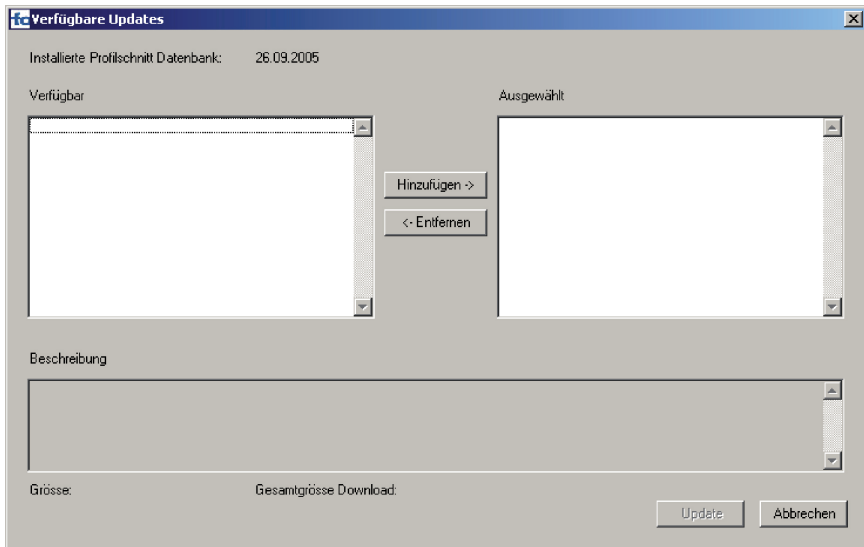 fc Verfügbare Updates
Installierte Profilschnitt Datenbank: 26.09.2005
Verfügbar
Ausgewählt
Hinzufügen ->
<- Entfernen
Beschreibung
Grösse:
Gesamtgrösse Download:
Update
Abbrechen